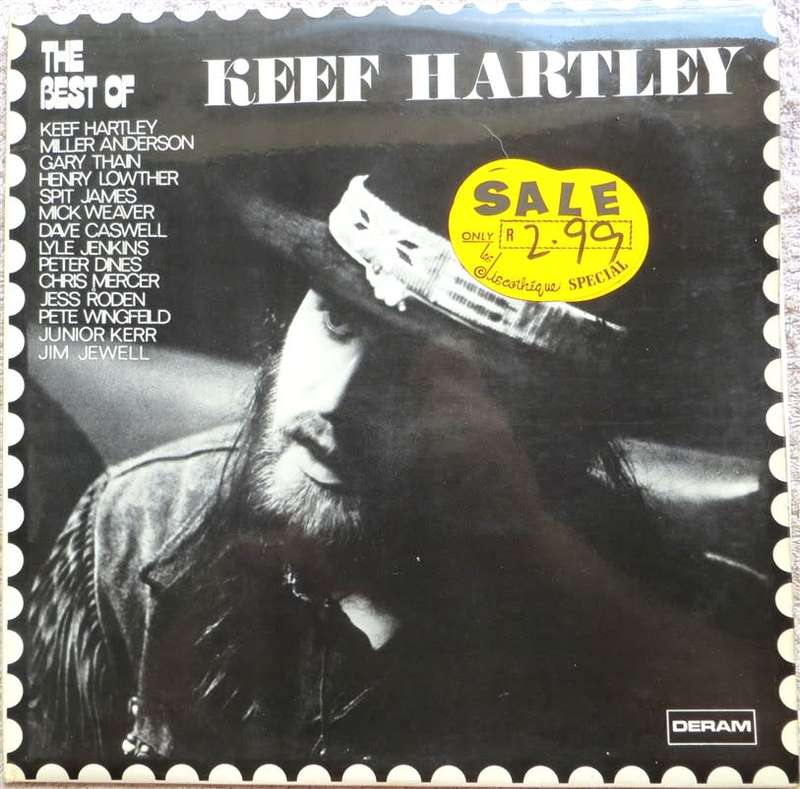 THE
BEST OF
KEEF HARTLEY
KEEF HARTLEY
MILLER ANDERSON
GARY THAIN
HENRY LOWTHER
SPIT JAMES
MICK WEAVER
DAVE CASWELL
LYLE JENKINS
PETER DINES
CHRIS MERCER
JESS RODEN
PETE WINGFEILD
JUNIOR KERR
JIM JEWELL
SALE
ONLY R 2.99
discothéque SPECIAL
DERAM